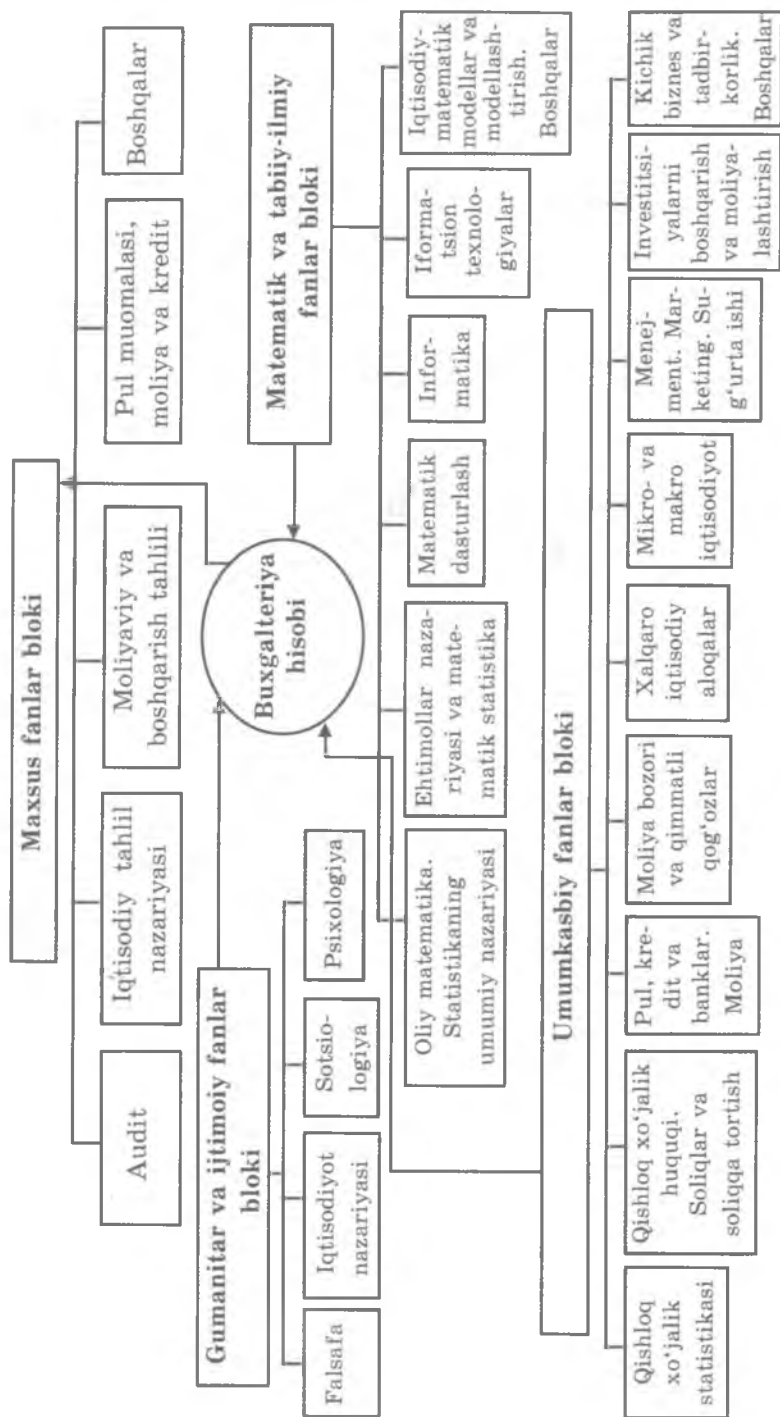 Maxsus fanlar bloki
Audit
Iqtisodiy tahlil
nazariyasi
Moliyaviy va
boshqarish tahlili
Pul muomalasi,
moliya va kredit
Boshqalar
Gumanitar va ijtimoiy fanlar
bloki
Falsafa
Iqtisodiyot
nazariyasi
Sotsio-
logiya
Psixologiya
Buxgalteriya
hisobi
Matematik va tabiiy-ilmiy
fanlar bloki
Oliy matematika.
Statistikaning
umumiy nazariyasi
Ehtimollar naza-
riyasi va mate-
matik statistika
Matematik
dasturlash
Infor-
matika
Iforma-
tsion
texnolo-
giyalar
Iqtisodiy-
matematik
modellar va
modellash-
tirish.
Boshqalar
Umumkasbiy fanlar bloki
Qishloq
xo‘jalik
statistikasi
Qishloq xo‘jalik
huquqi.
Soliqlar va
soliqqa tortish
Pul, kre-
dit va
banklar.
Moliya
Moliya bozori
va qimmatli
qog‘ozlar
Xalqaro
iqtisodiy
aloqalar
Mikro- va
makro
iqtisodiyot
Menej-
ment. Mar-
keting. Su-
g‘urta ishi
Investitsi-
yalarni
boshqarish
va moliya-
lashtirish
Kichik
biznes va
tadbir-
korlik.
Boshqalar